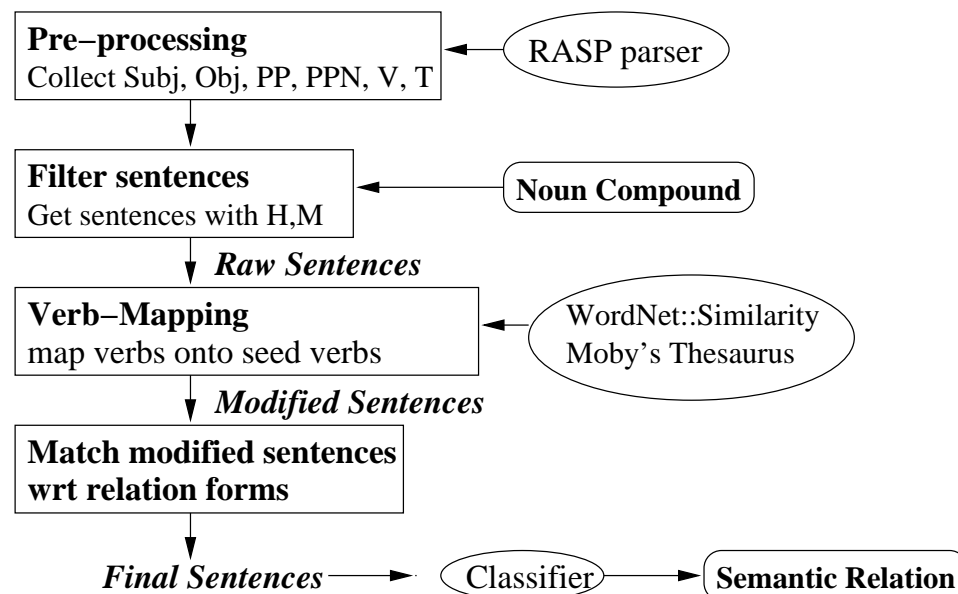 Pre−processing
Collect Subj, Obj, PP, PPN, V, T
RASP parser
Filter sentences
Get sentences with H,M
Noun Compound
Raw Sentences
Verb−Mapping
map verbs onto seed verbs
WordNet::Similarity
Moby's Thesaurus
Modified Sentences
Match modified sentences
wrt relation forms
Final Sentences
Classifier
Semantic Relation